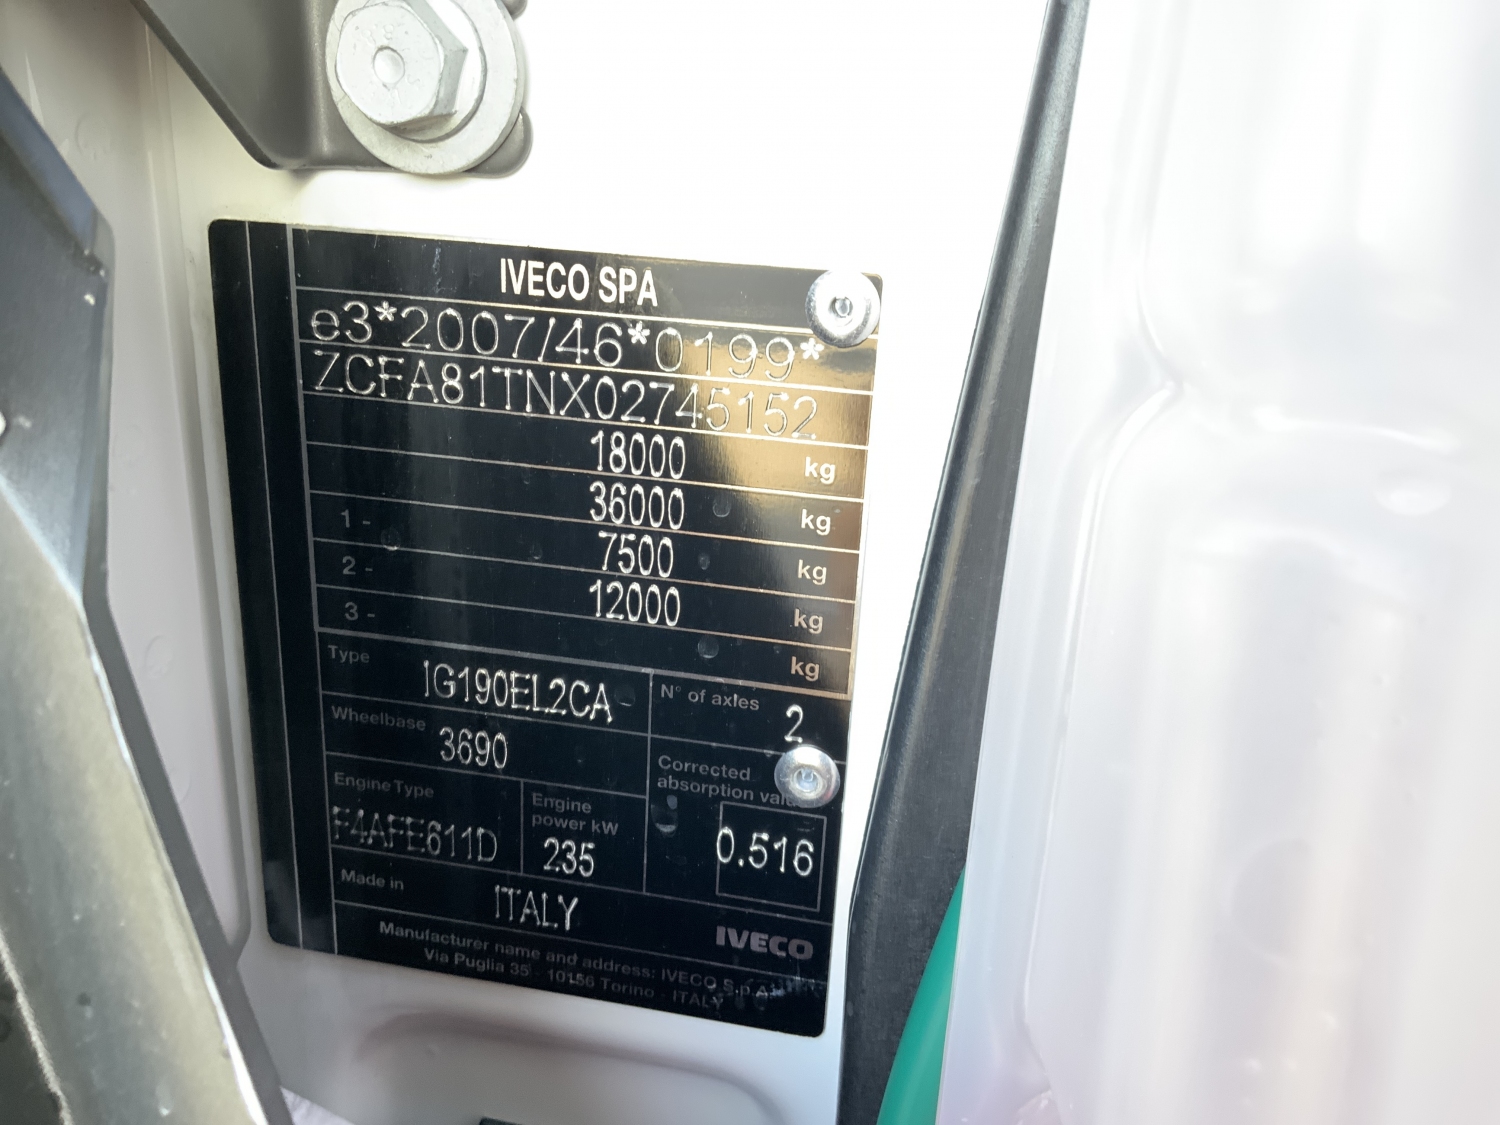 IVECO SPA
e3*2007/46*0199*
ZCFA81TNX02745152
18000 kg
36000 kg
1 - 7500 kg
2 - 12000 kg
3 - kg
Type IG190EL2CA
N° of axles 2
Wheelbase 3690
Corrected
absorption valu
0.516
Engine Type F4AFE611D
Engine
power kW
235
Made in ITALY
IVECO
Manufacturer name and address: IVECO S.p.A.
Via Puglia 35 - 10156 Torino - ITALY